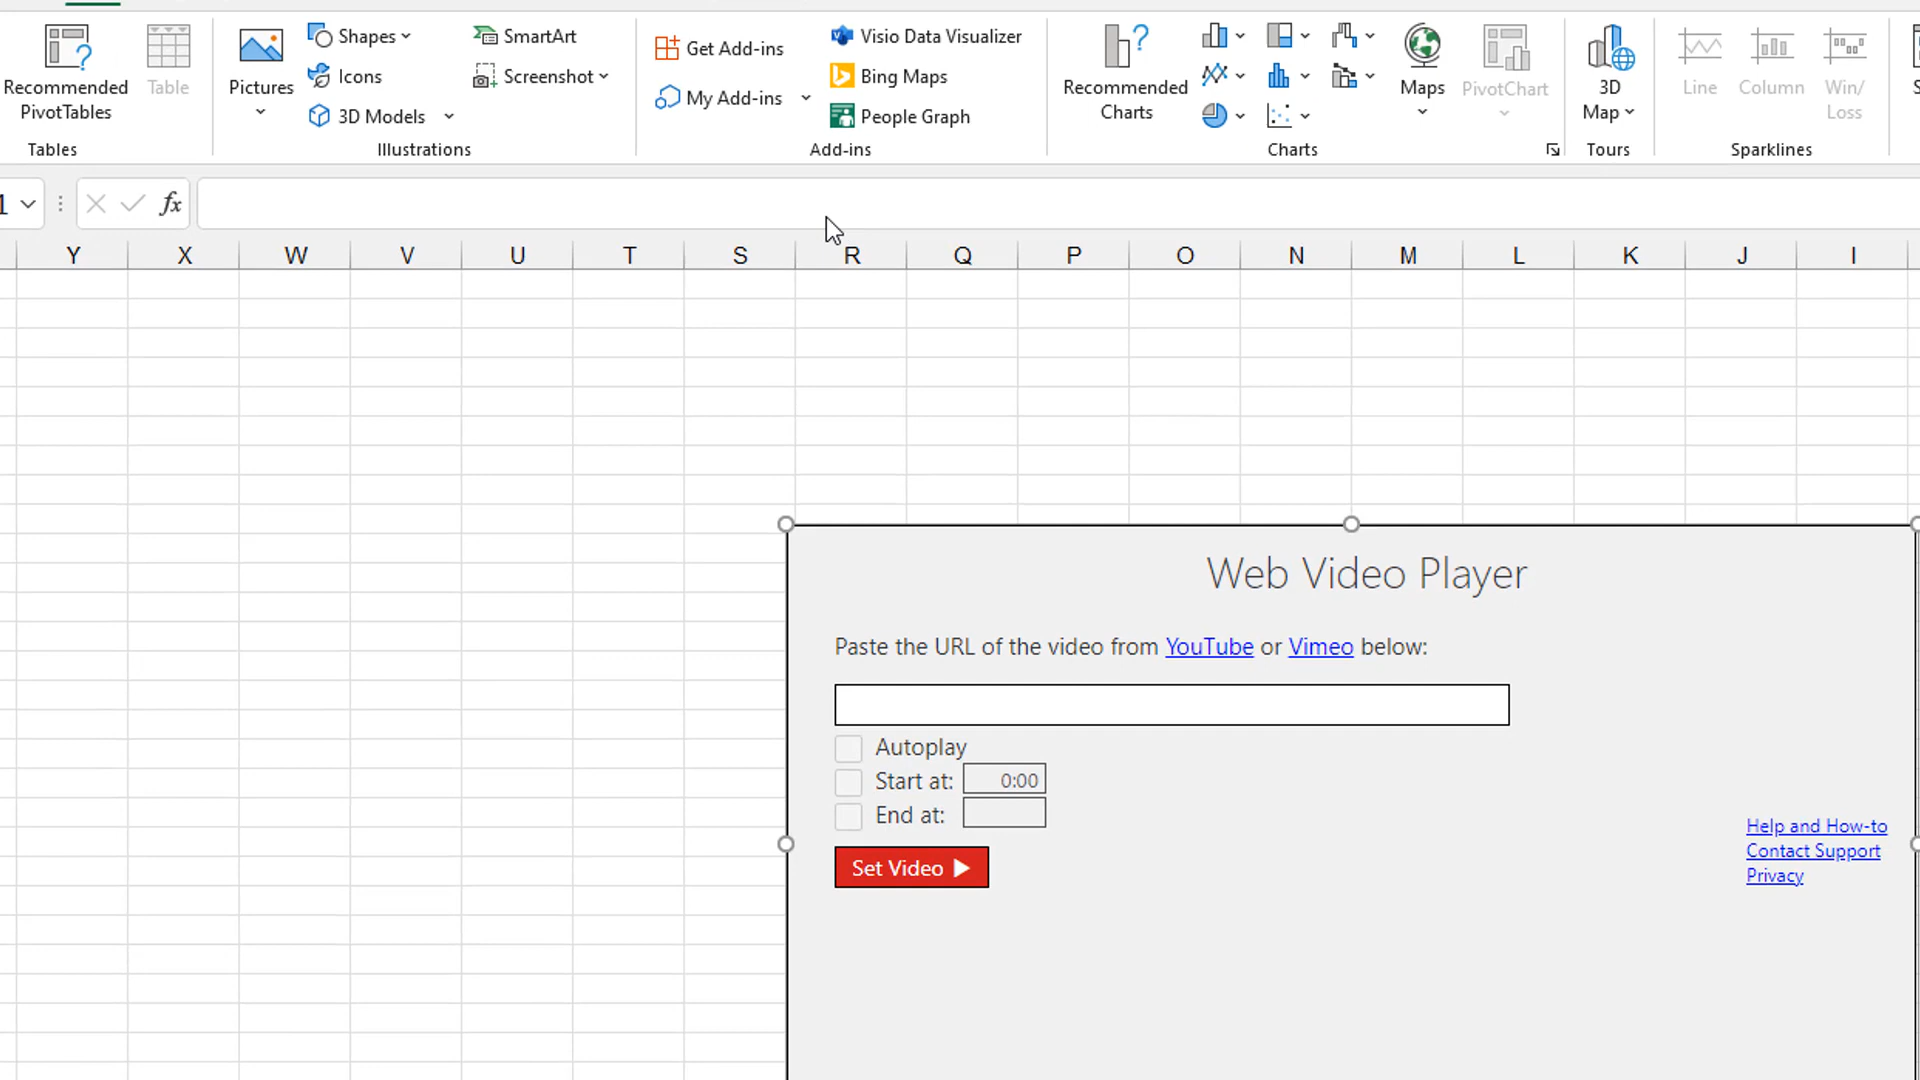 Recommended PivotTables
Table
Pictures
Shapes
Icons
3D Models
SmartArt
Screenshot
Get Add-ins
My Add-ins
Visio Data Visualizer
Bing Maps
People Graph
Recommended Charts
Maps
PivotChart
3D Map
Line
Column
Win/Loss
Tables
Illustrations
Add-ins
Charts
Tours
Sparklines
1
fx
Y X W V U T S R Q P O N M L K J I
Web Video Player
Paste the URL of the video from YouTube or Vimeo below:
Autoplay
Start at: 0:00
End at:
Set Video
Help and How-to
Contact Support
Privacy